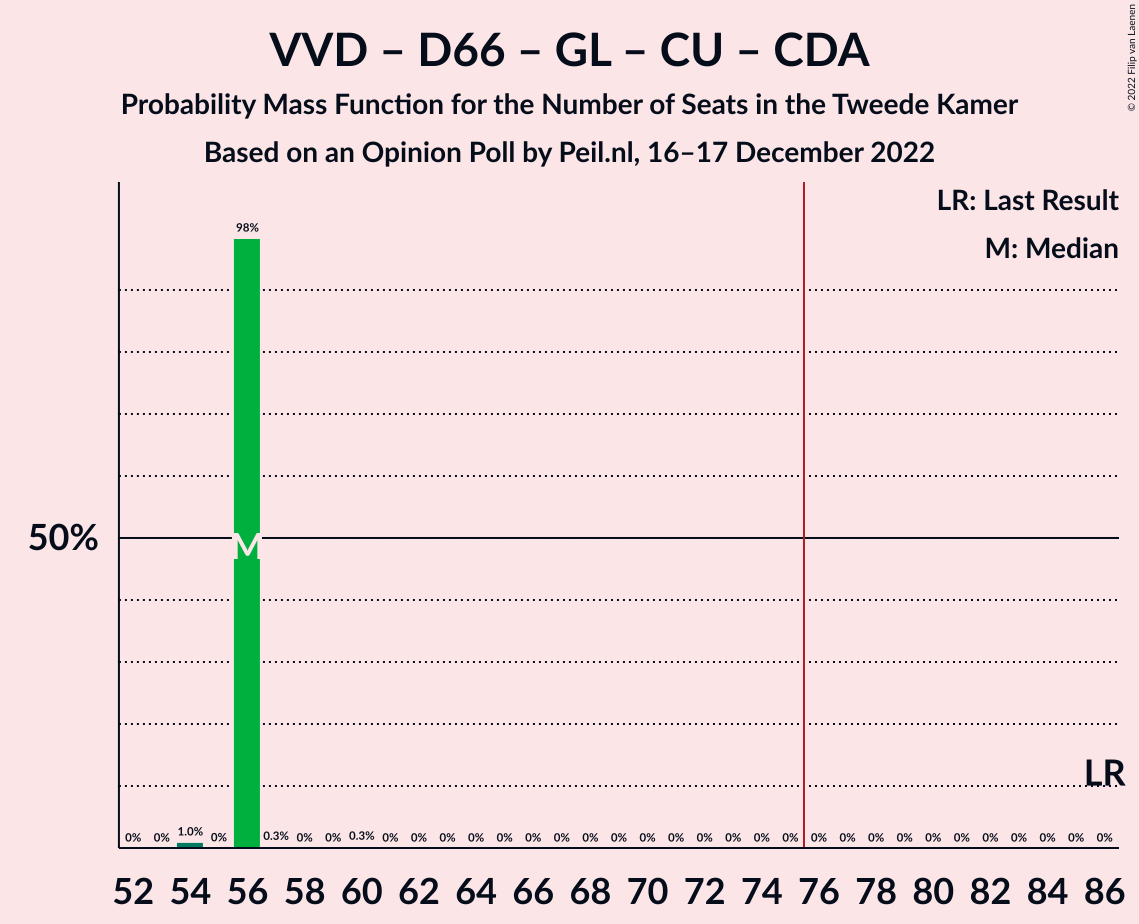 VVD – D66 – GL – CU – CDA
Probability Mass Function for the Number of Seats in the Tweede Kamer
Based on an Opinion Poll by Peil.nl, 16–17 December 2022
© 2022 Filip van Laenen
LR: Last Result
M: Median
98%
50%
M
LR
0% 0% 1.0% 0% 0.3% 0% 0% 0.3% 0% 0% 0% 0% 0% 0% 0% 0% 0% 0% 0% 0% 0% 0% 0% 0% 0% 0% 0% 0% 0% 0% 0% 0% 0% 0%
52 54 56 58 60 62 64 66 68 70 72 74 76 78 80 82 84 86